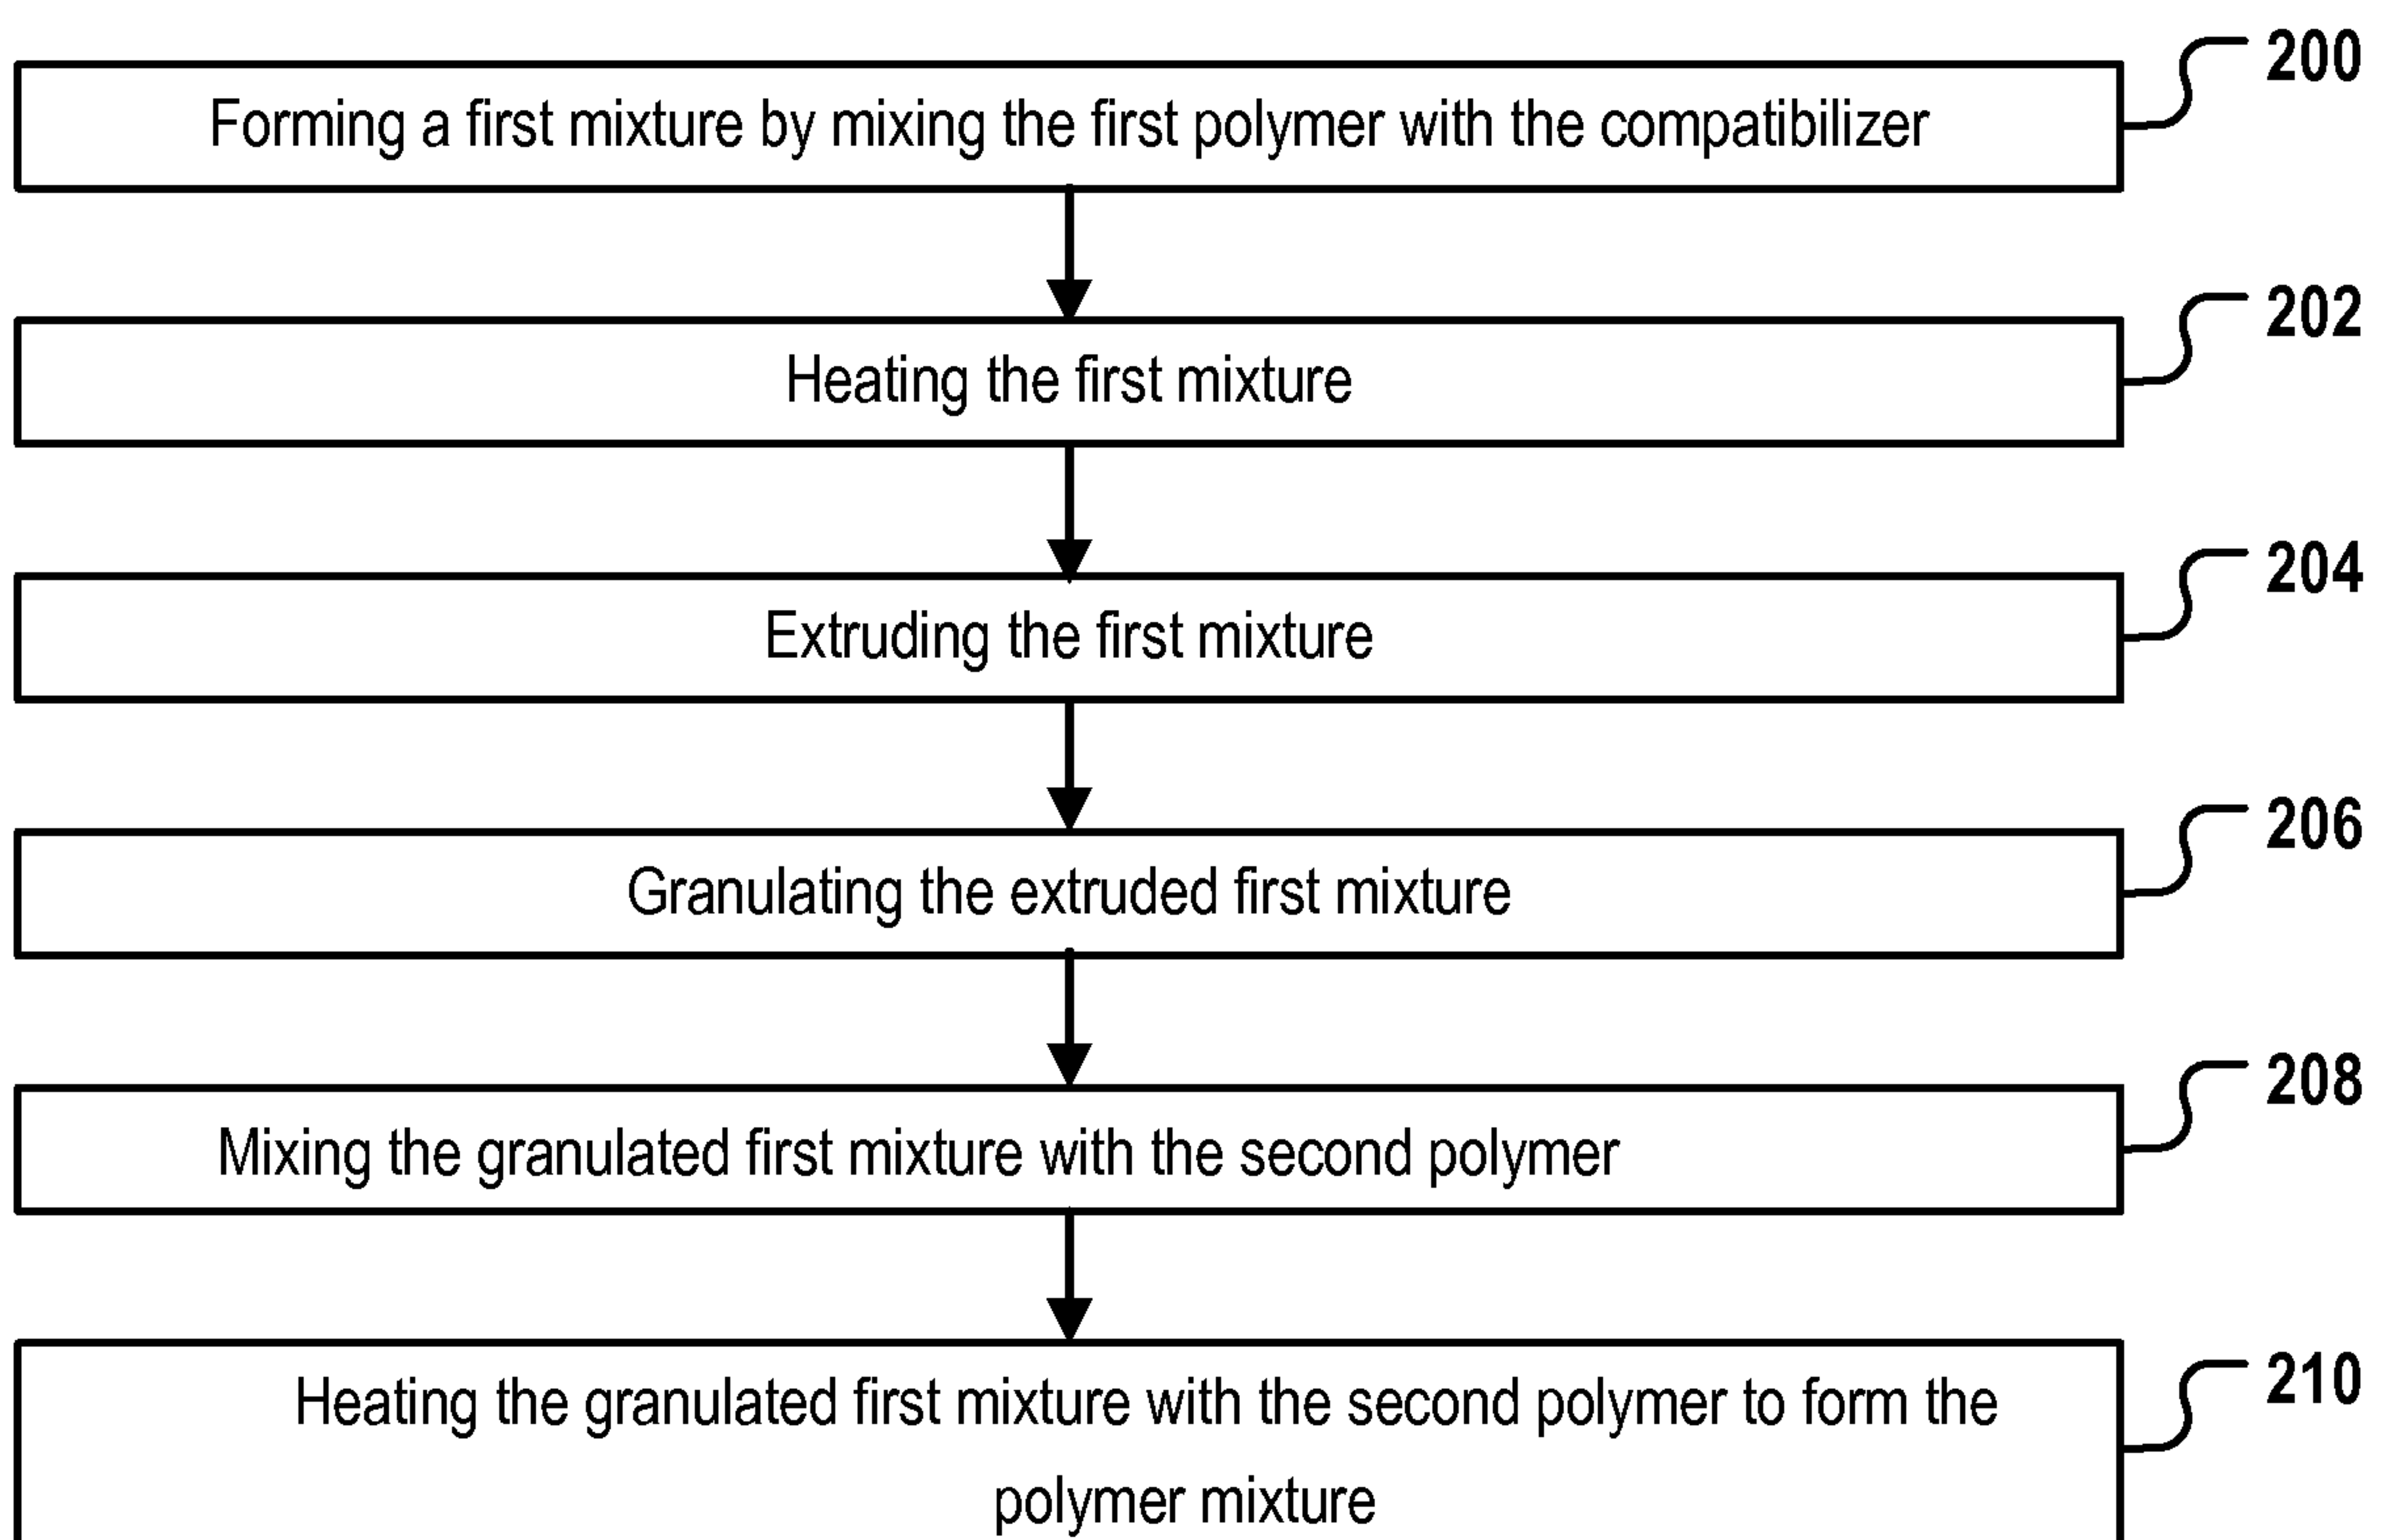 200
Forming a first mixture by mixing the first polymer with the compatibilizer
202
Heating the first mixture
204
Extruding the first mixture
206
Granulating the extruded first mixture
208
Mixing the granulated first mixture with the second polymer
210
Heating the granulated first mixture with the second polymer to form the
polymer mixture